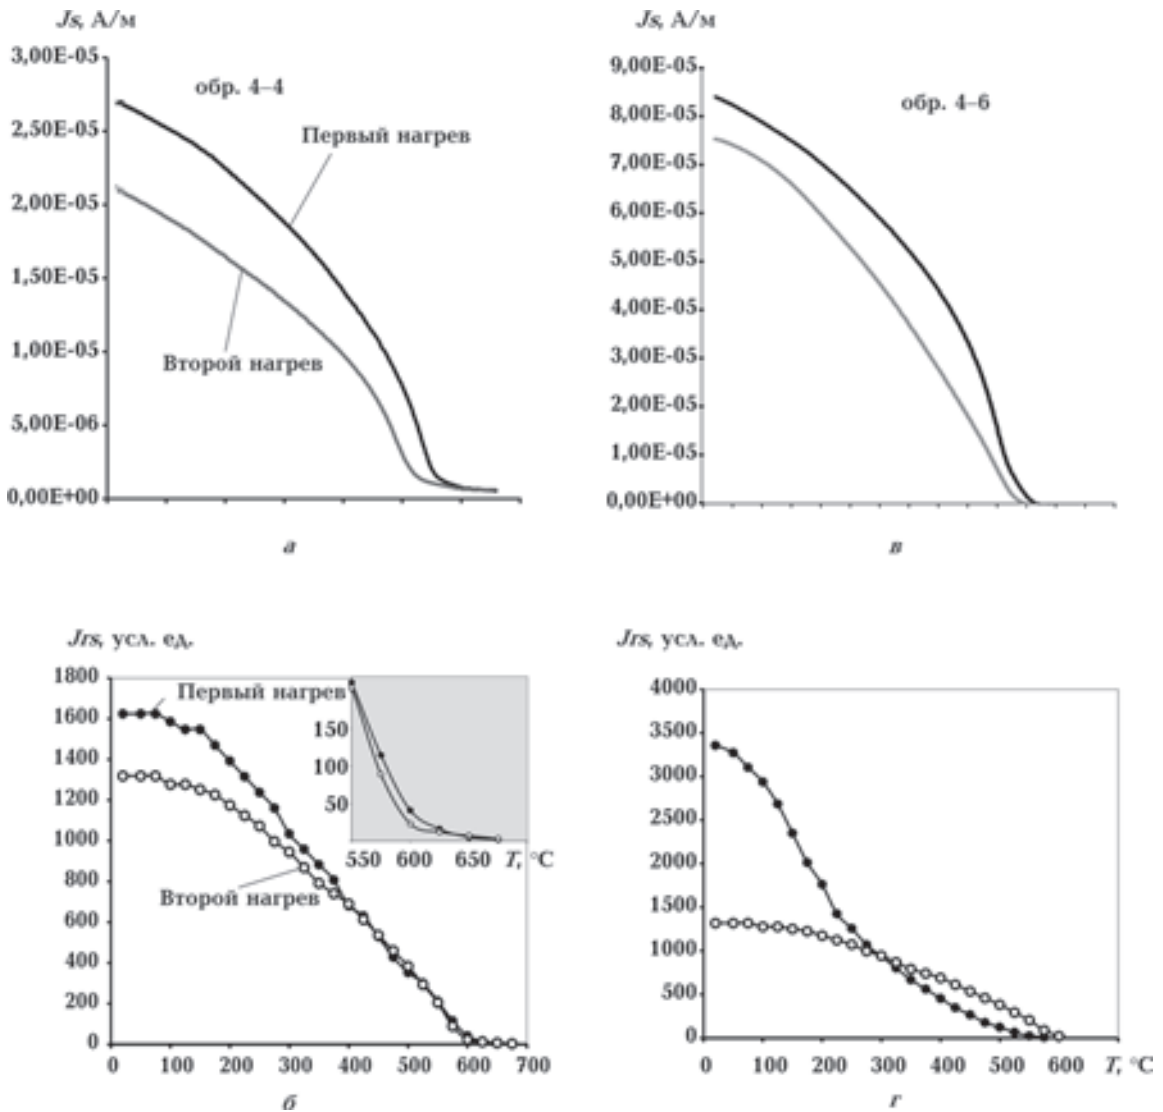 Js, А/м
3,00E-05
обр. 4–4
2,50E-05
Первый нагрев
2,00E-05
1,50E-05
1,00E-05
Второй нагрев
5,00E-06
0,00E+00
а
Js, А/м
9,00E-05
обр. 4–6
8,00E-05
7,00E-05
6,00E-05
5,00E-05
4,00E-05
3,00E-05
2,00E-05
1,00E-05
0,00E+00
в
Jrs, усл. ед.
1800
Первый нагрев
1600
1400
1200
1000
800
600
400
200
0
150
100
50
550 600 650 T, °C
Второй нагрев
0 100 200 300 400 500 600 700
б
Jrs, усл. ед.
4000
3500
3000
2500
2000
1500
1000
500
0
0 100 200 300 400 500 600 T, °C
г